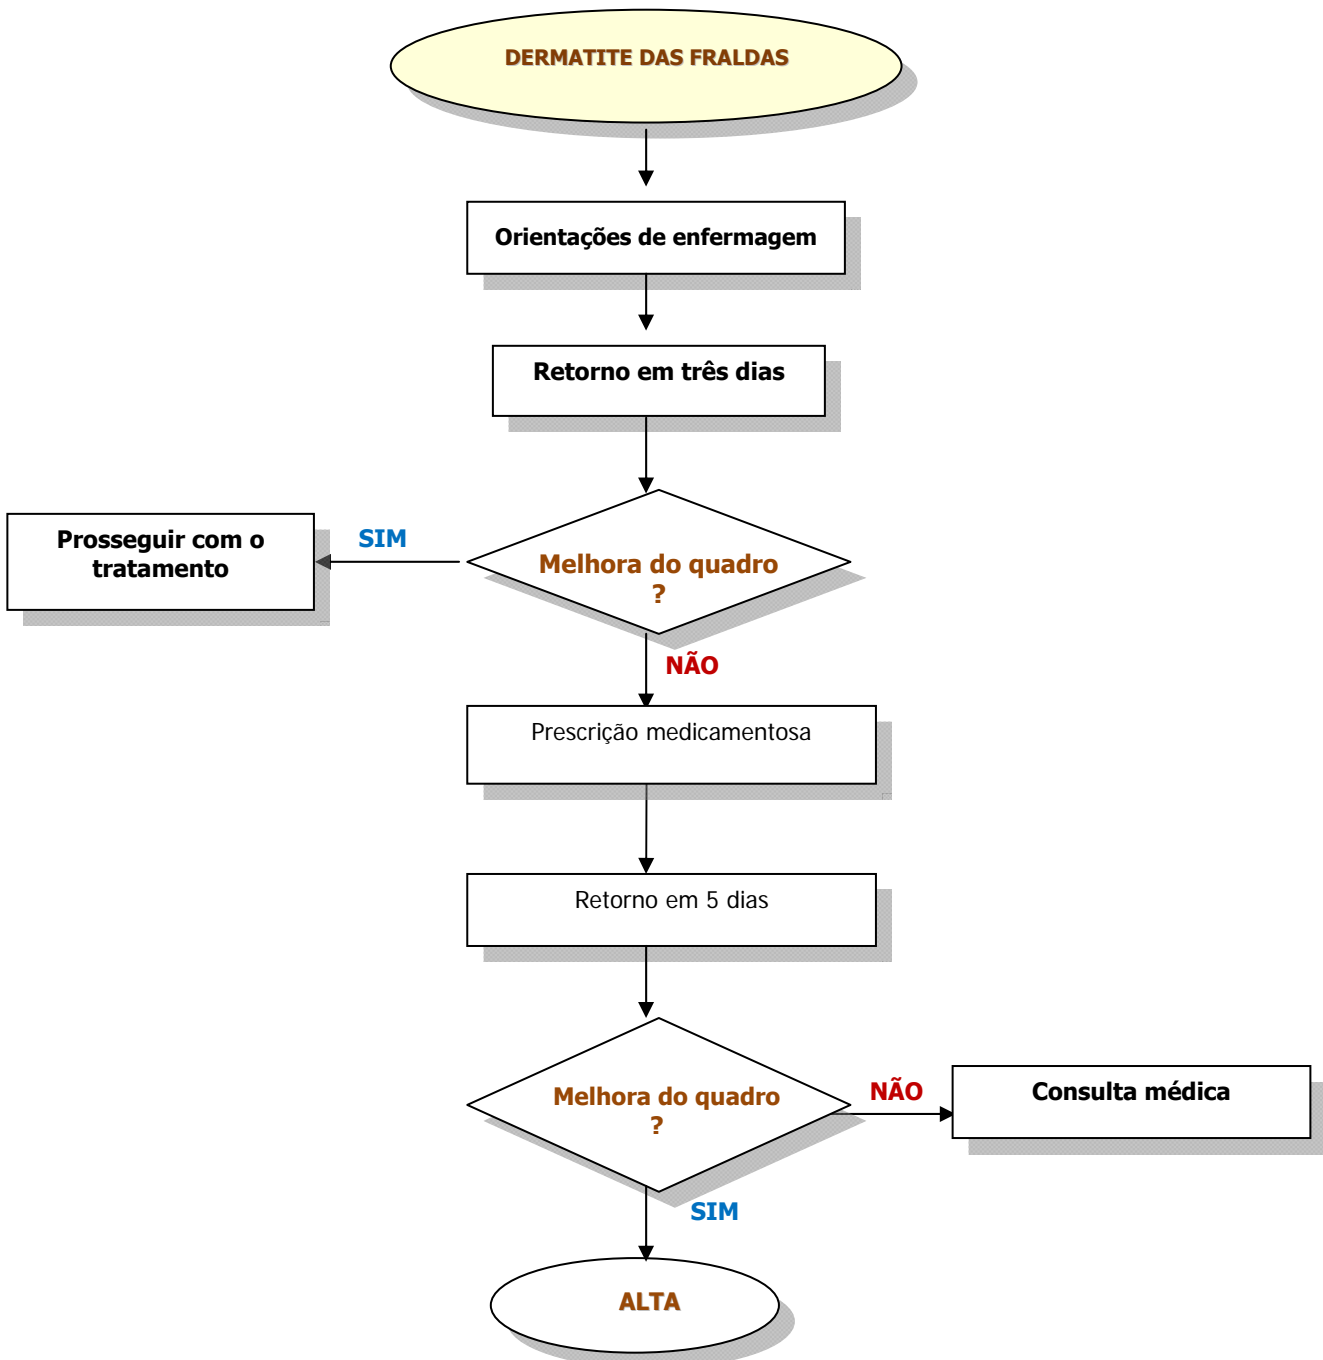 DERMATITE DAS FRALDAS
Orientações de enfermagem
Retorno em três dias
Prosseguir com o
tratamento
SIM
Melhora do quadro
?
NÃO
Prescrição medicamentosa
Retorno em 5 dias
Melhora do quadro
?
NÃO
Consulta médica
SIM
ALTA